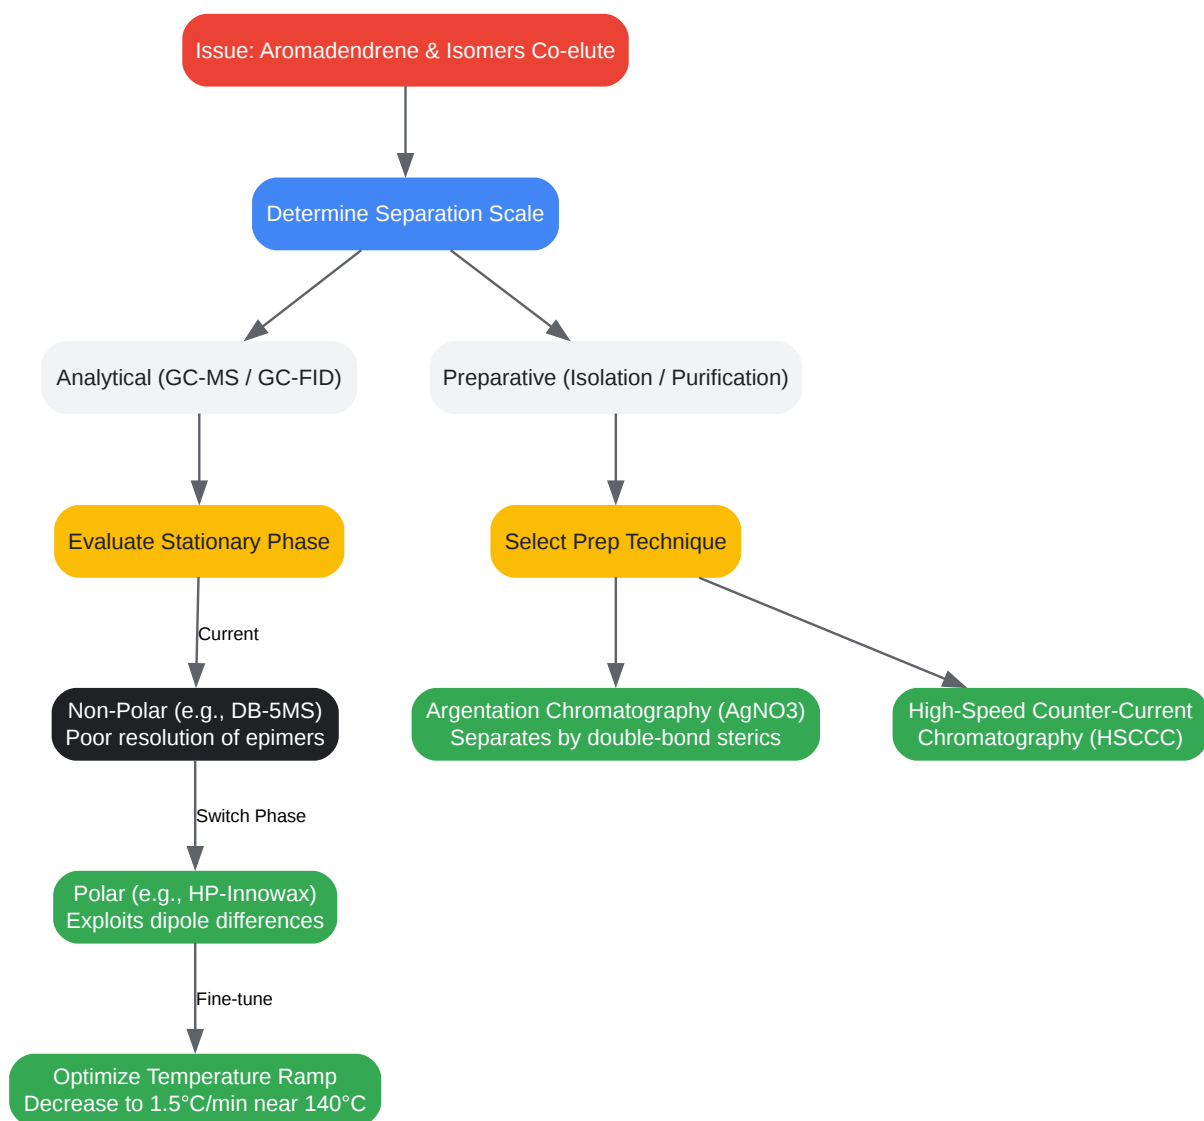 Issue: Aromadendrene & Isomers Co-elute
Determine Separation Scale
Analytical (GC-MS / GC-FID)
Preparative (Isolation / Purification)
Evaluate Stationary Phase
Select Prep Technique
Current
Non-Polar (e.g., DB-5MS)
Poor resolution of epimers
Argentation Chromatography (AgNO3)
Separates by double-bond sterics
High-Speed Counter-Current
Chromatography (HSCCC)
Switch Phase
Polar (e.g., HP-Innowax)
Exploits dipole differences
Fine-tune
Optimize Temperature Ramp
Decrease to 1.5°C/min near 140°C